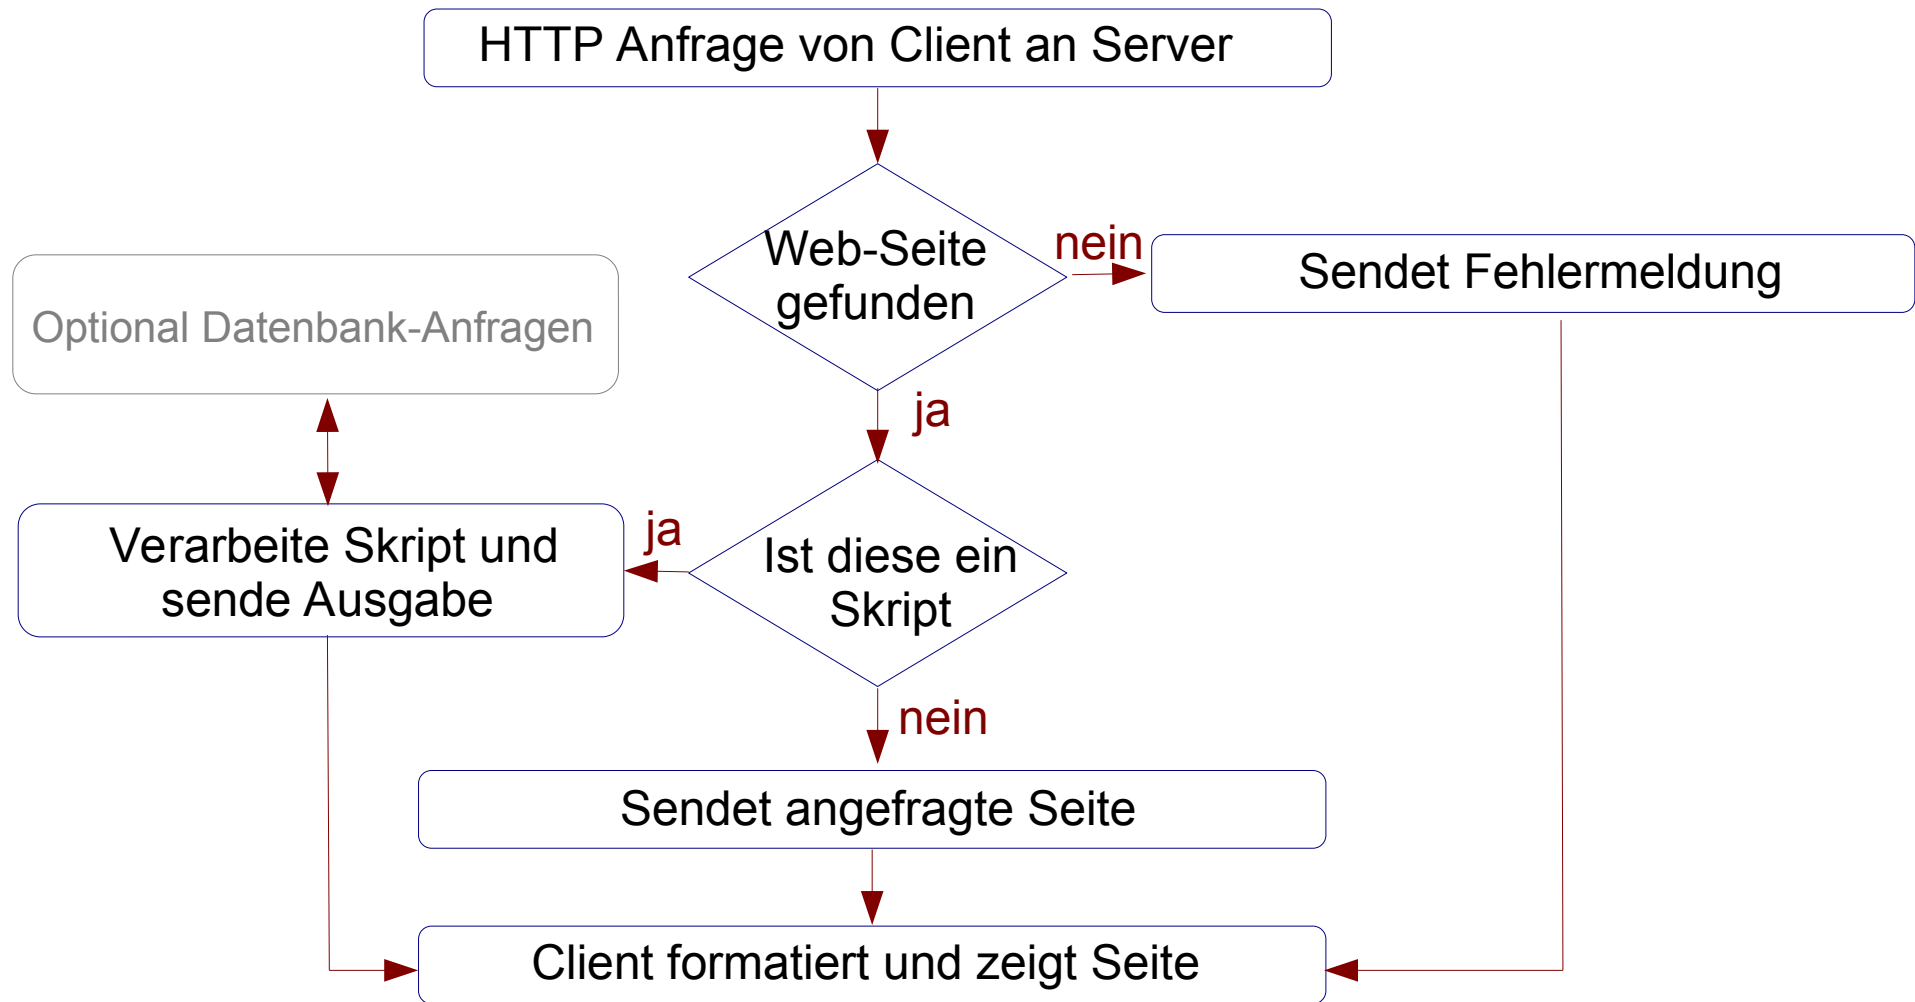 HTTP Anfrage von Client an Server
Web-Seite
gefunden
nein
Sendet Fehlermeldung
Optional Datenbank-Anfragen
ja
Verarbeite Skript und
sende Ausgabe
ja
Ist diese ein
Skript
nein
Sendet angefragte Seite
Client formatiert und zeigt Seite